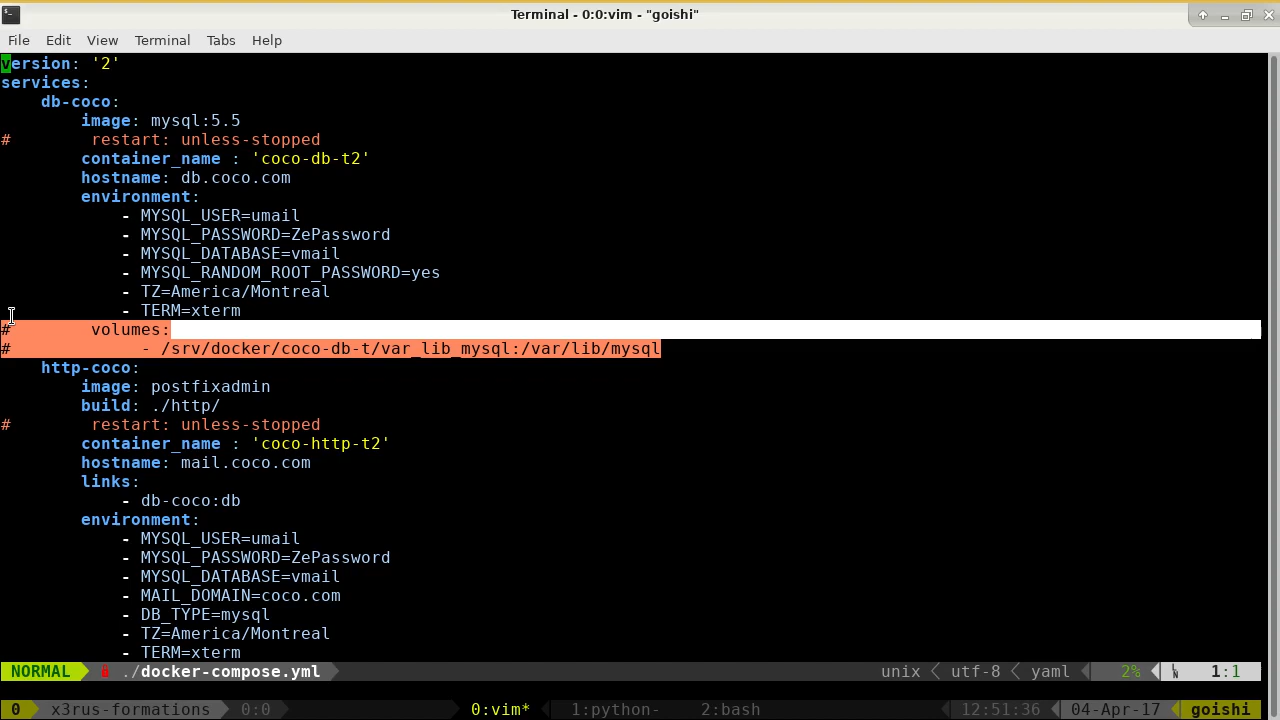 Terminal - 0:0:vim - "goishi"
File Edit View Terminal Tabs Help
version: '2'
services:
    db-coco:
        image: mysql:5.5
#        restart: unless-stopped
        container_name : 'coco-db-t2'
        hostname: db.coco.com
        environment:
            - MYSQL_USER=umail
            - MYSQL_PASSWORD=ZePassword
            - MYSQL_DATABASE=vmail
            - MYSQL_RANDOM_ROOT_PASSWORD=yes
            - TZ=America/Montreal
            - TERM=xterm
#        volumes:
#             - /srv/docker/coco-db-t/var_lib_mysql:/var/lib/mysql
    http-coco:
        image: postfixadmin
        build: ./http/
#        restart: unless-stopped
        container_name : 'coco-http-t2'
        hostname: mail.coco.com
        links:
            - db-coco:db
        environment:
            - MYSQL_USER=umail
            - MYSQL_PASSWORD=ZePassword
            - MYSQL_DATABASE=vmail
            - MAIL_DOMAIN=coco.com
            - DB_TYPE=mysql
            - TZ=America/Montreal
            - TERM=xterm
NORMAL ./docker-compose.yml unix utf-8 yaml 2% 1:1
0 x3rus-formations 0:0 0:vim* 1:python- 2:bash 12:51:36 04-Apr-17 goishi